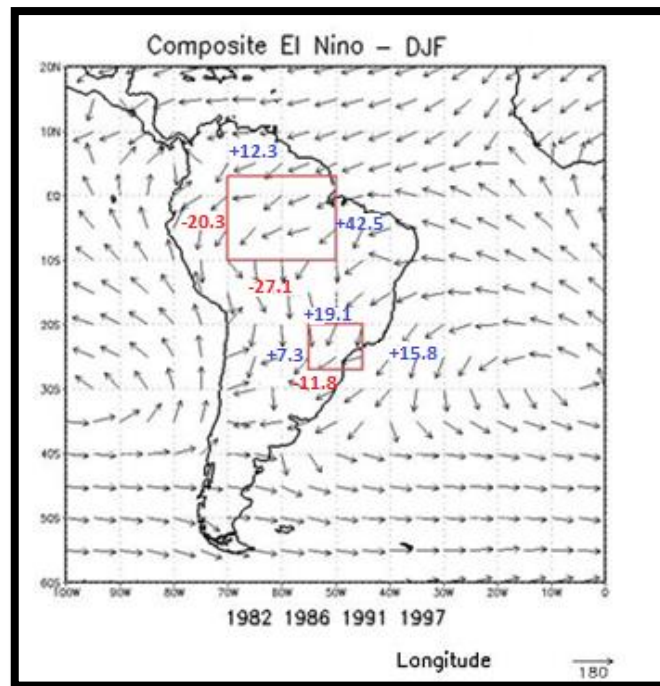 Composite El Nino - DJF
20N
10N
+12.3
EQ
-20.3
+42.5
10S
-27.1
+19.1
20S
+7.3
+15.8
-11.8
30S
40S
50S
60S
100W 90W 80W 70W 60W 50W 40W 30W 20W 10W 0
1982 1986 1991 1997
Longitude
180